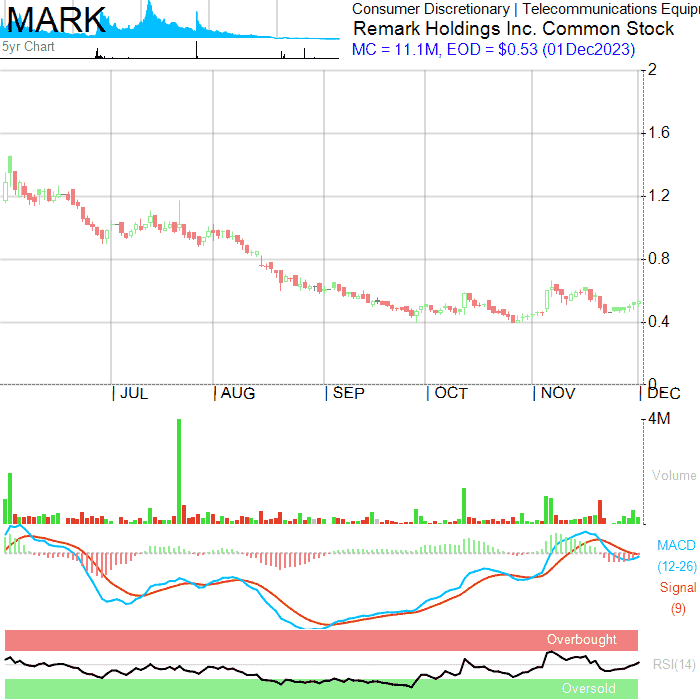 MARK
5yr Chart
Consumer Discretionary | Telecommunications Equip
Remark Holdings Inc. Common Stock
MC = 11.1M, EOD = $0.53 (01Dec2023)
2
1.6
1.2
0.8
0.4
0
JUL AUG SEP OCT NOV DEC
4M
Volume
MACD
(12-26)
Signal
(9)
Overbought
RSI(14)
Oversold